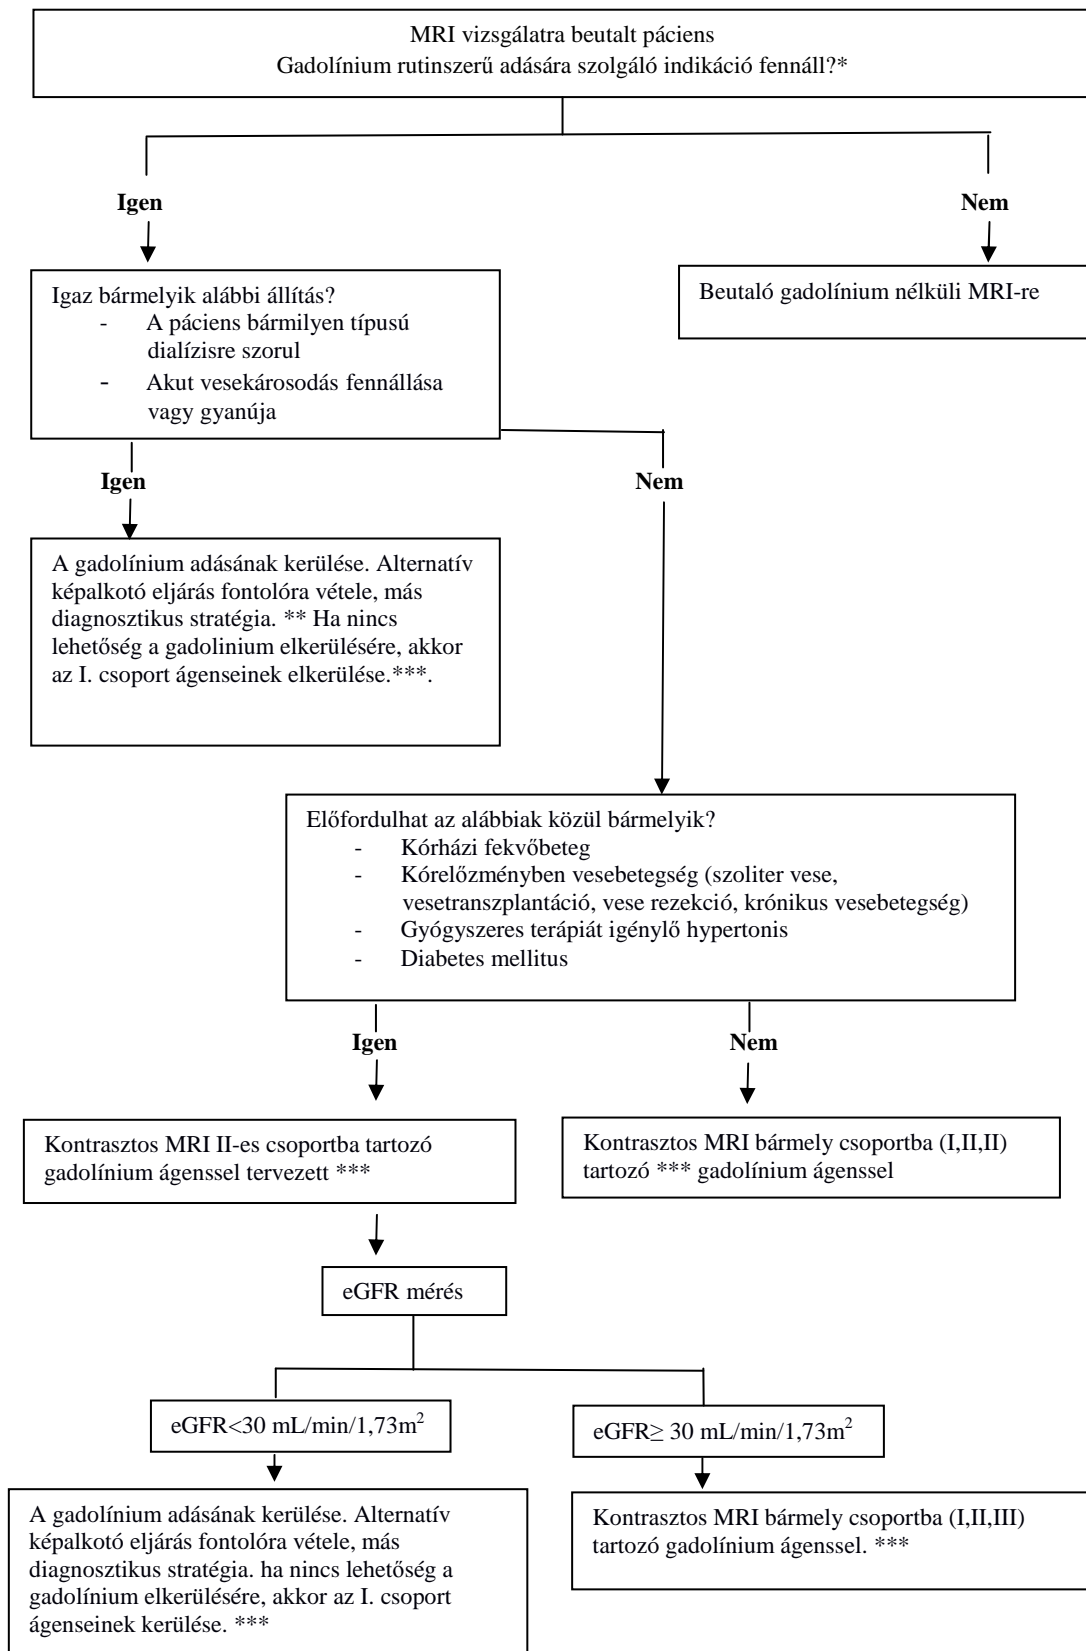 MRI vizsgálatra beutalt páciens
Gadolínium rutinszerű adására szolgáló indikáció fennáll?*
Igen
Nem
Igaz bármelyik alábbi állítás?
- A páciens bármilyen típusú
dialízisre szorul
- Akut vesekárosodás fennállása
vagy gyanúja
Beutaló gadolínium nélküli MRI-re
Igen
Nem
A gadolínium adásának kerülése. Alternatív
képalkotó eljárás fontolóra vétele, más
diagnosztikus stratégia. ** Ha nincs
lehetőség a gadolinium elkerülésére, akkor
az I. csoport ágenseinek elkerülése.***.
Előfordulhat az alábbiak közül bármelyik?
- Kórházi fekvőbeteg
- Kórelőzményben vesebetegség (szoliter vese,
vesetranszplantáció, vese rezekció, krónikus vesebetegség)
- Gyógyszeres terápiát igénylő hypertonis
- Diabetes mellitus
Igen
Nem
Kontrasztos MRI II-es csoportba tartozó
gadolínium ágenssel tervezett ***
Kontrasztos MRI bármely csoportba (I,II,II)
tartozó *** gadolínium ágenssel
eGFR mérés
eGFR<30 mL/min/1,73m²
eGFR≥ 30 mL/min/1,73m²
A gadolínium adásának kerülése. Alternatív
képalkotó eljárás fontolóra vétele, más
diagnosztikus stratégia. ha nincs lehetőség a
gadolínium elkerülésére, akkor az I. csoport
ágenseinek kerülése. ***
Kontrasztos MRI bármely csoportba (I,II,III)
tartozó gadolínium ágenssel. ***